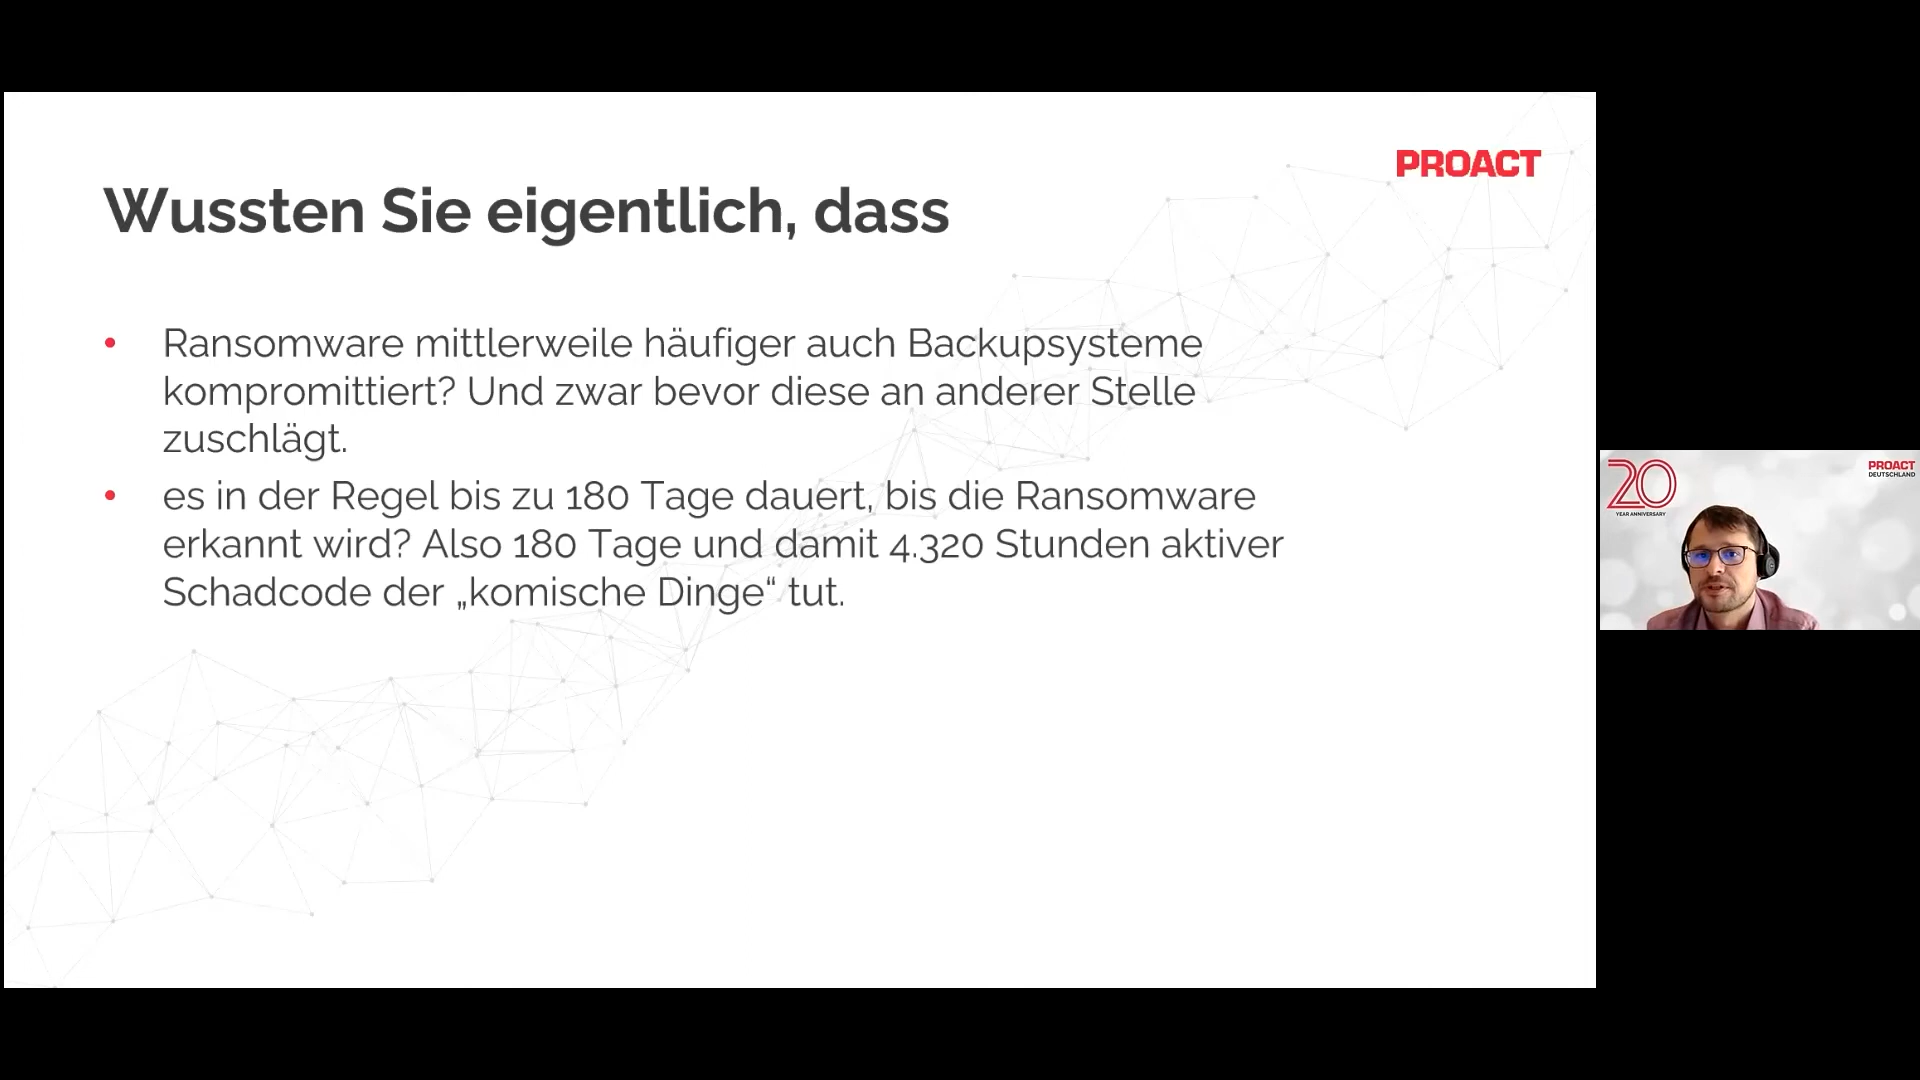 PROACT
Wussten Sie eigentlich, dass
• Ransomware mittlerweile häufiger auch Backupsysteme
kompromittiert? Und zwar bevor diese an anderer Stelle
zuschlägt.
• es in der Regel bis zu 180 Tage dauert, bis die Ransomware
erkannt wird? Also 180 Tage und damit 4.320 Stunden aktiver
Schadcode der „komische Dinge“ tut.
20
YEAR ANNIVERSARY
PROACT
DEUTSCHLAND